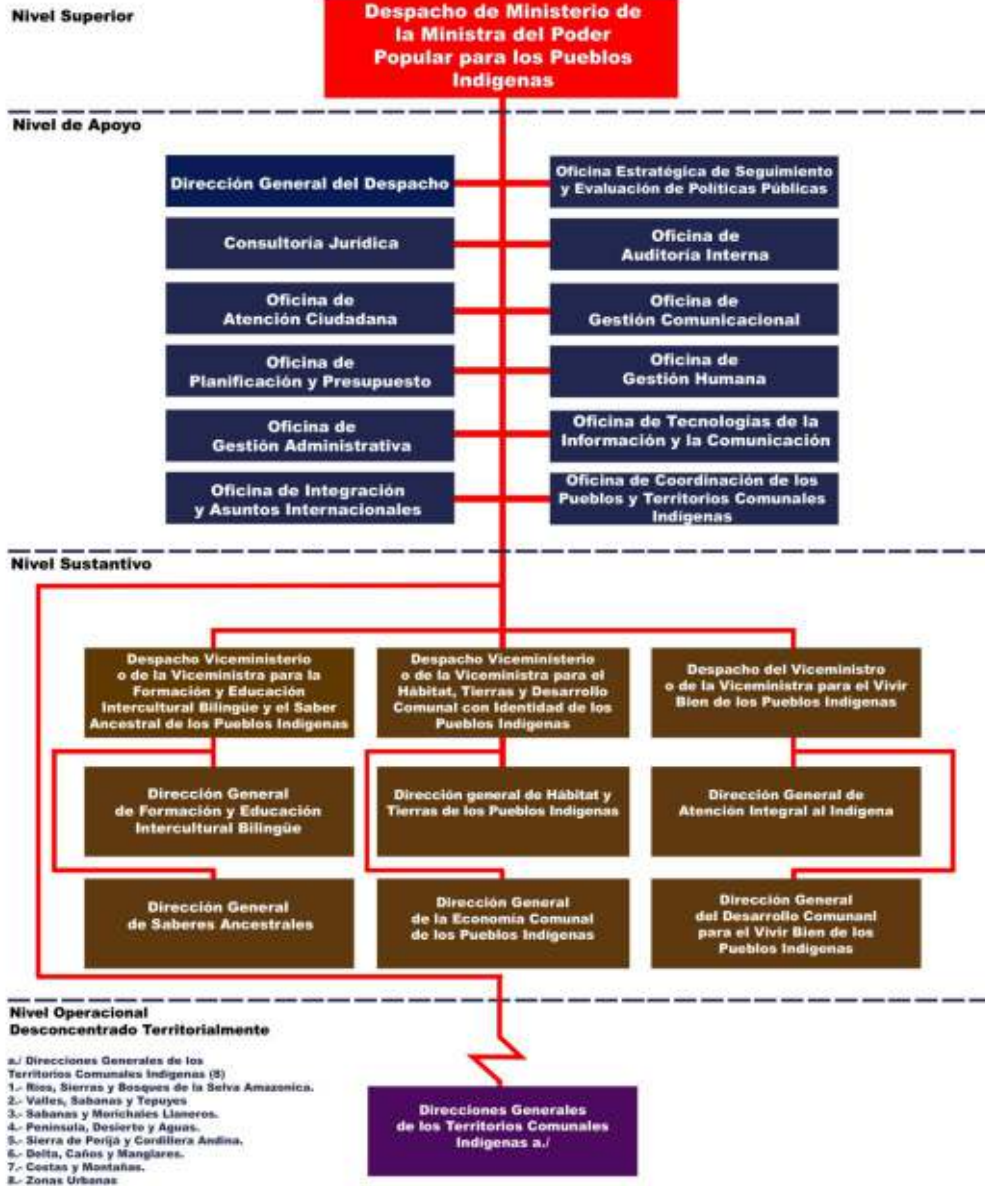 Nivel Superior
Despacho de Ministerio de
la Ministra del Poder
Popular para los Pueblos
Indigenas
Nivel de Apoyo
Dirección General del Despacho
Oficina Estratégica de Seguimiento
y Evaluación de Políticas Públicas
Consultoría Jurídica
Oficina de
Auditoría Interna
Oficina de
Atención Ciudadana
Oficina de
Gestión Comunicacional
Oficina de
Planificación y Presupuesto
Oficina de
Gestión Humana
Oficina de
Gestión Administrativa
Oficina de Tecnologías de la
Información y la Comunicación
Oficina de Integración
y Asuntos Internacionales
Oficina de Coordinación de los
Pueblos y Territorios Comunales
Indígenas
Nivel Sustantivo
Despacho Viceministerio
o de la Viceministra para la
Formación y Educación
Intercultural Bilingüe y el Saber
Ancestral de los Pueblos Indígenas
Despacho Viceministerio
o de la Viceministra para el
Hábitat, Tierras y Desarrollo
Comunal con Identidad de los
Pueblos Indígenas
Despacho del Viceministro
o de la Viceministra para el Vivir
Bien de los Pueblos Indígenas
Dirección General
de Formación y Educación
Intercultural Bilingüe
Dirección general de Hábitat y
Tierras de los Pueblos Indígenas
Dirección General de
Atención Integral al Indígena
Dirección General
de Saberes Ancestrales
Dirección General
de la Economía Comunal
de los Pueblos Indígenas
Dirección General
del Desarrollo Comunanl
para el Vivir Bien de los
Pueblos Indígenas
Nivel Operacional
Desconcentrado Territorialmente
a./ Direcciones Generales de los
Territorios Comunales Indígenas (8)
1.- Ríos, Sierras y Bosques de la Selva Amazonica.
2.- Valles, Sabanas y Tepuyes
3.- Sabanas y Morichales Llaneros.
4.- Península, Desierto y Aguas.
5.- Sierra de Perijá y Cordillera Andina.
6.- Delta, Caños y Manglares.
7.- Costas y Montañas.
8.- Zonas Urbanas
Direcciones Generales
de los Territorios Comunales
Indígenas a./